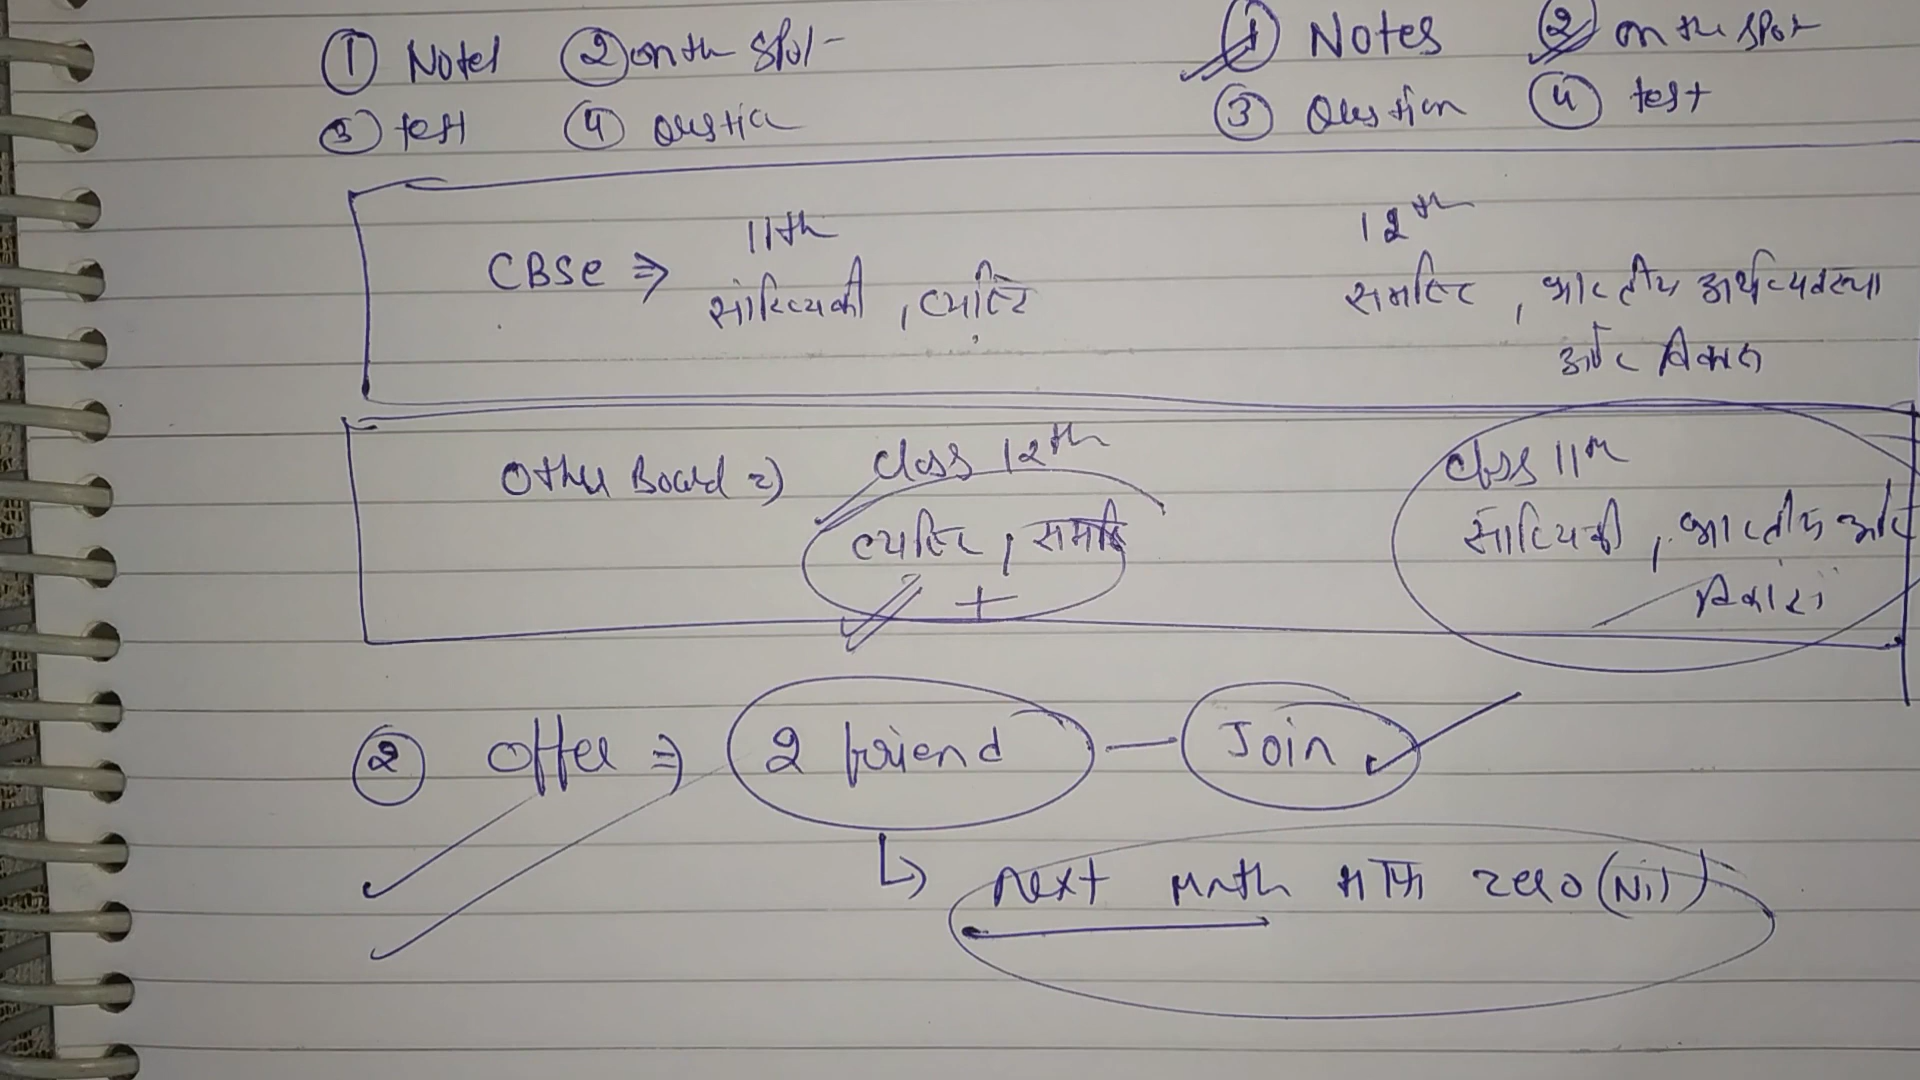 ① Notes ② on the spot ① Notes ② on the spot
③ test ④ Question ③ Question ④ test
11th 12th
CBSE ⇒ सांख्यिकी , व्यष्टि समष्टि , भारतीय अर्थव्यवस्था
और विकास
Other Board ⇒ Class 12th Class 11th
व्यष्टि , समष्टि सांख्यिकी , भारतीय और
+ विकास
② Offer ⇒ 2 friend — Join
↳ Next Month zero (Nil)